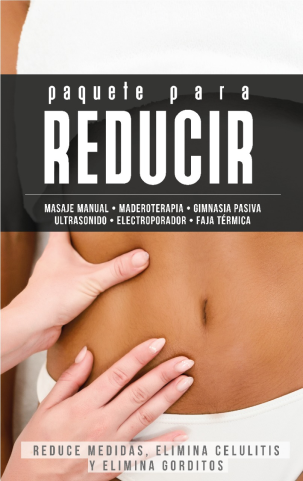 paquete para
REDUCIR
MASAJE MANUAL • MADEROTERAPIA • GIMNASIA PASIVA
ULTRASONIDO • ELECTROPORADOR • FAJA TÉRMICA
REDUCE MEDIDAS, ELIMINA CELULITIS
Y ELIMINA GORDITOS